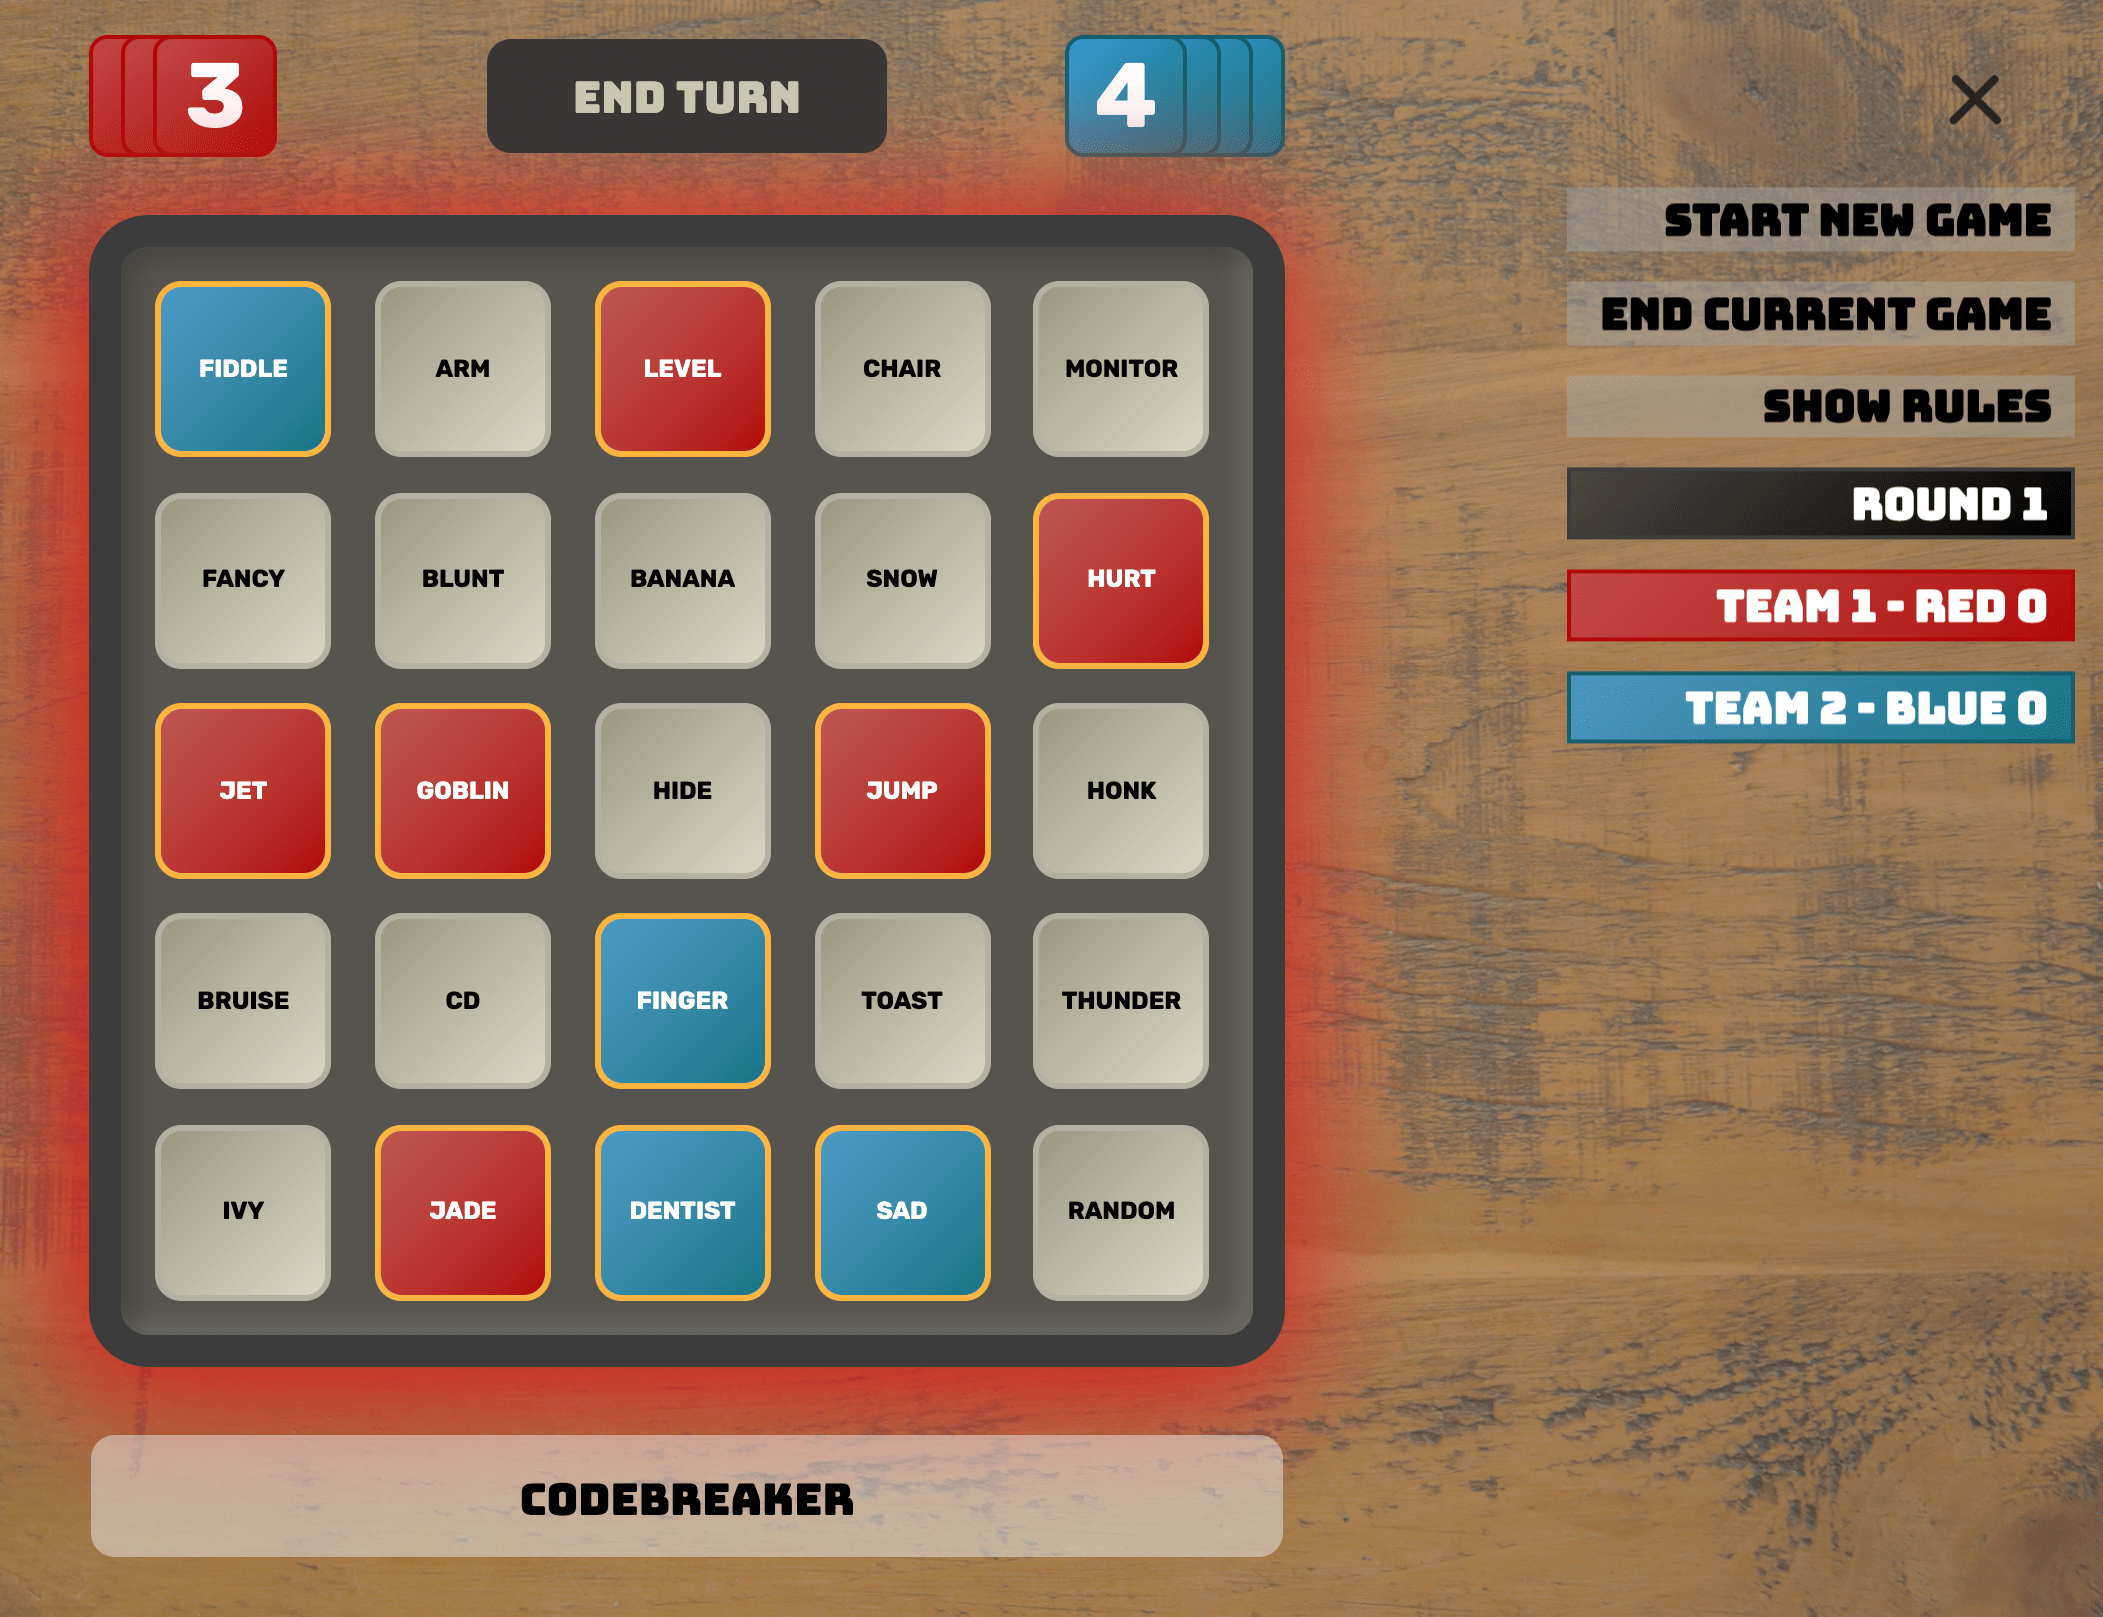 3
END TURN
4
START NEW GAME
END CURRENT GAME
SHOW RULES
ROUND 1
TEAM 1 - RED 0
TEAM 2 - BLUE 0
FIDDLE ARM LEVEL CHAIR MONITOR
FANCY BLUNT BANANA SNOW HURT
JET GOBLIN HIDE JUMP HONK
BRUISE CD FINGER TOAST THUNDER
IVY JADE DENTIST SAD RANDOM
CODEBREAKER